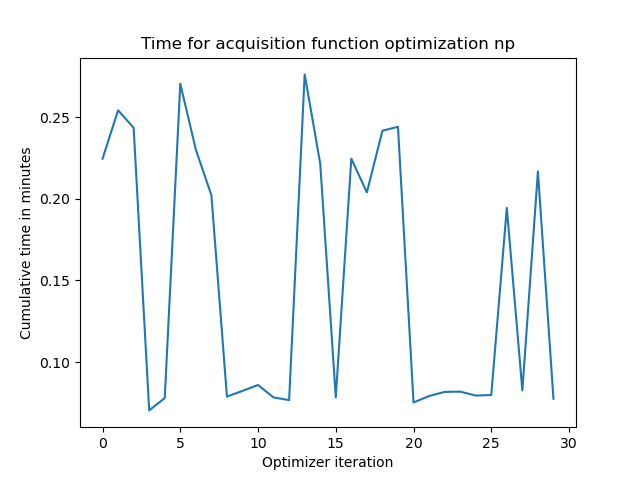 Time for acquisition function optimization np
Cumulative time in minutes
0.25
0.20
0.15
0.10
0 5 10 15 20 25 30
Optimizer iteration